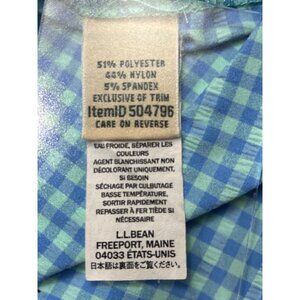 51% POLYESTER
44% NYLON
5% SPANDEX
EXCLUSIVE OF TRIM
ItemID 504796
CARE ON REVERSE
EAU FROIDE, SÉPARER LES
COULEURS
AGENT BLANCHISSANT NON
DÉCOLORANT UNIQUEMENT,
SI BESOIN
SÉCHAGE PAR CULBUTAGE
BASSE TEMPÉRATURE,
SORTIR RAPIDEMENT
REPASSER À FER TIÈDE SI
NÉCESSAIRE
L.L.BEAN
FREEPORT, MAINE
04033 ÉTATS-UNIS
日本語は裏面をご覧ください。